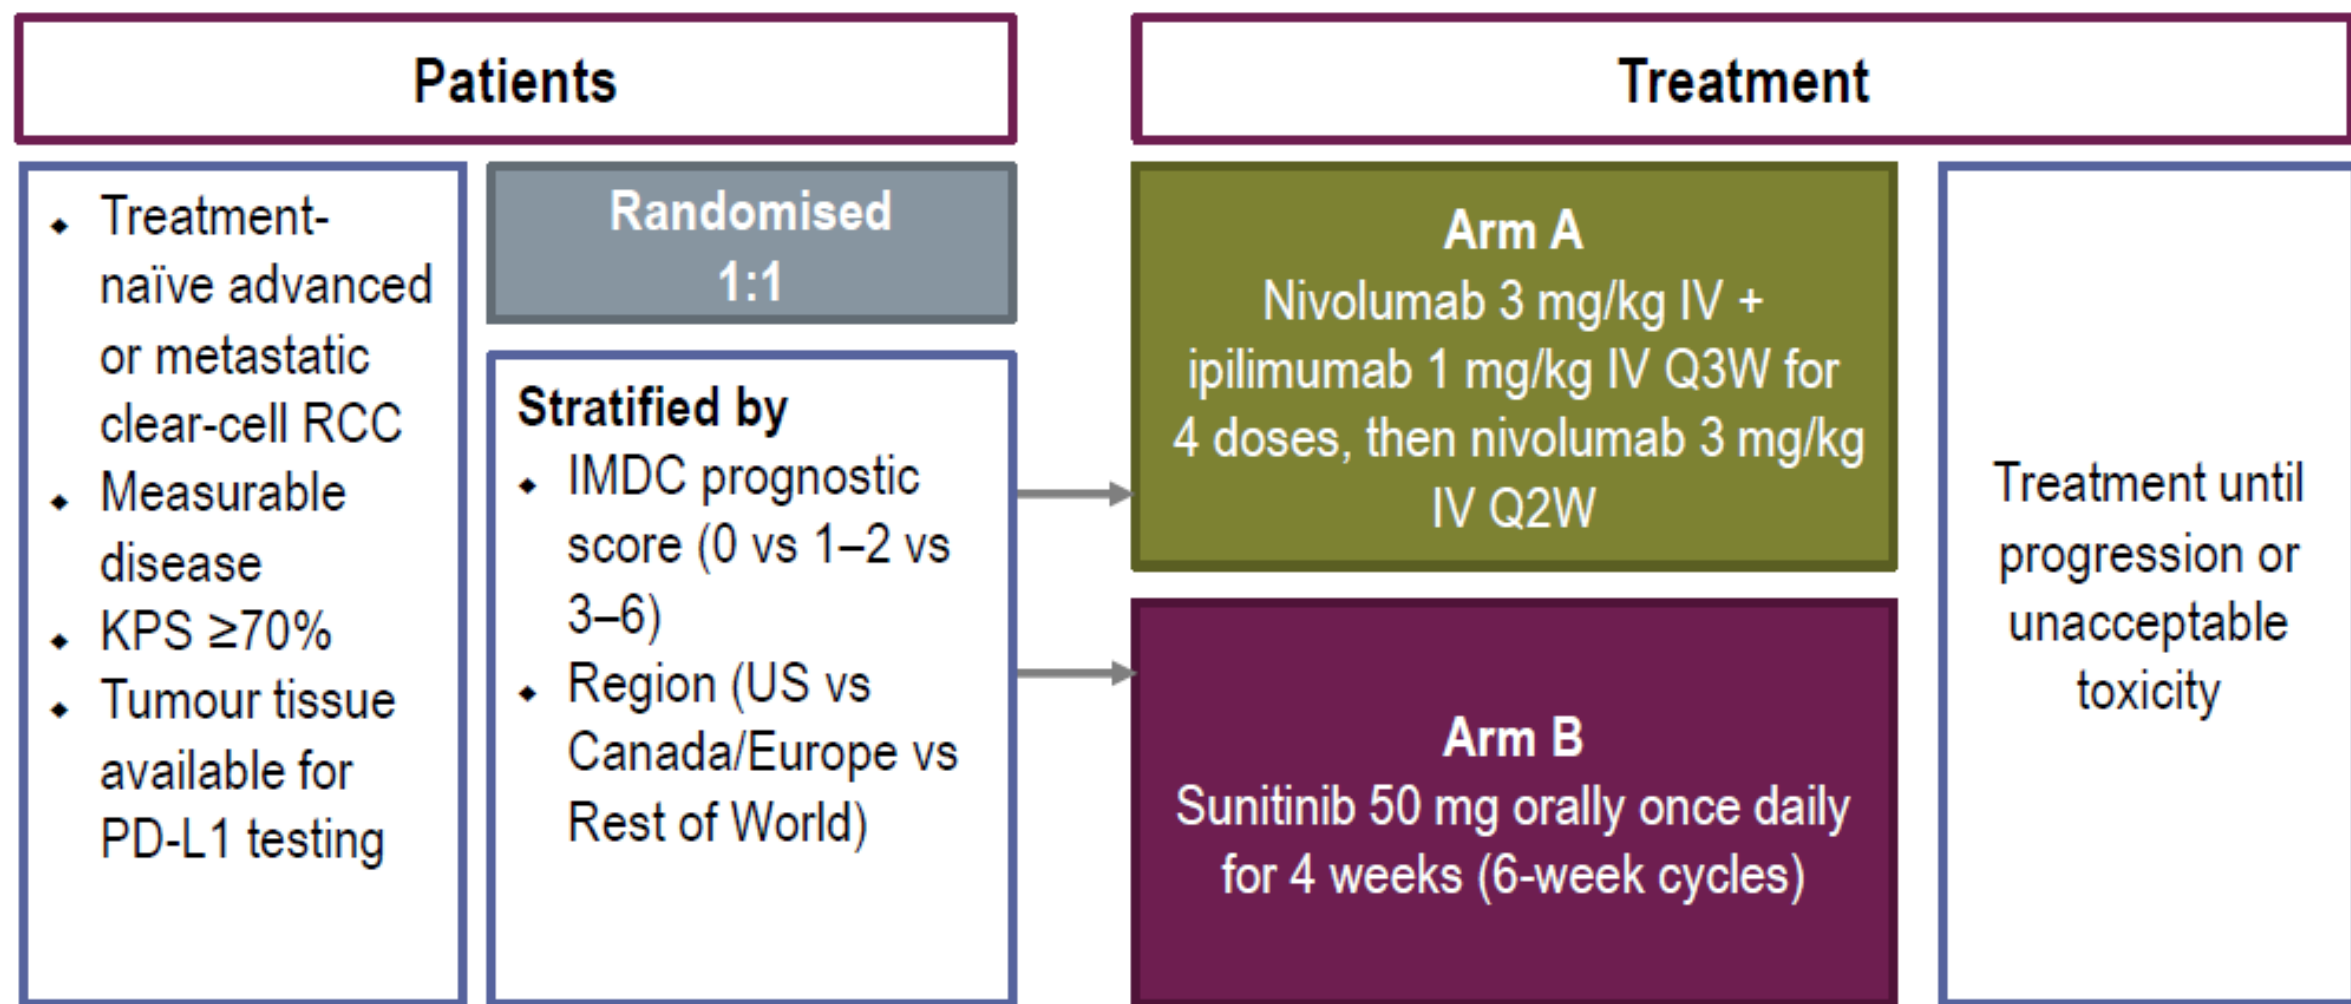 Patients
Treatment
◆ Treatment-
naïve advanced
or metastatic
clear-cell RCC
◆ Measurable
disease
◆ KPS ≥70%
◆ Tumour tissue
available for
PD-L1 testing
Randomised
1:1
Stratified by
◆ IMDC prognostic
score (0 vs 1–2 vs
3–6)
◆ Region (US vs
Canada/Europe vs
Rest of World)
Arm A
Nivolumab 3 mg/kg IV +
ipilimumab 1 mg/kg IV Q3W for
4 doses, then nivolumab 3 mg/kg
IV Q2W
Arm B
Sunitinib 50 mg orally once daily
for 4 weeks (6-week cycles)
Treatment until
progression or
unacceptable
toxicity